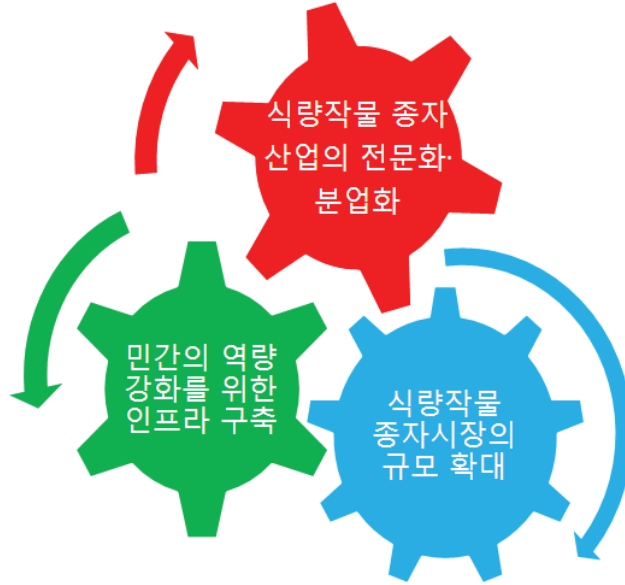 식량작물 종자
산업의 전문화·
분업화
민간의 역량
강화를 위한
인프라 구축
식량작물
종자시장의
규모 확대